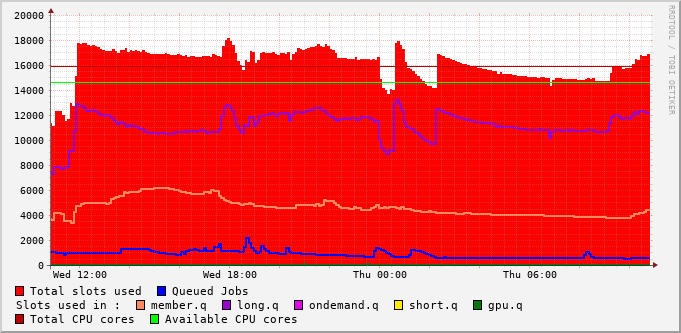 20000
18000
16000
14000
12000
10000
8000
6000
4000
2000
0
Wed 12:00 Wed 18:00 Thu 00:00 Thu 06:00
RRDTOOL / TOBI OETIKER
Total slots used Queued Jobs
Slots used in : member.q long.q ondemand.q short.q gpu.q
Total CPU cores Available CPU cores